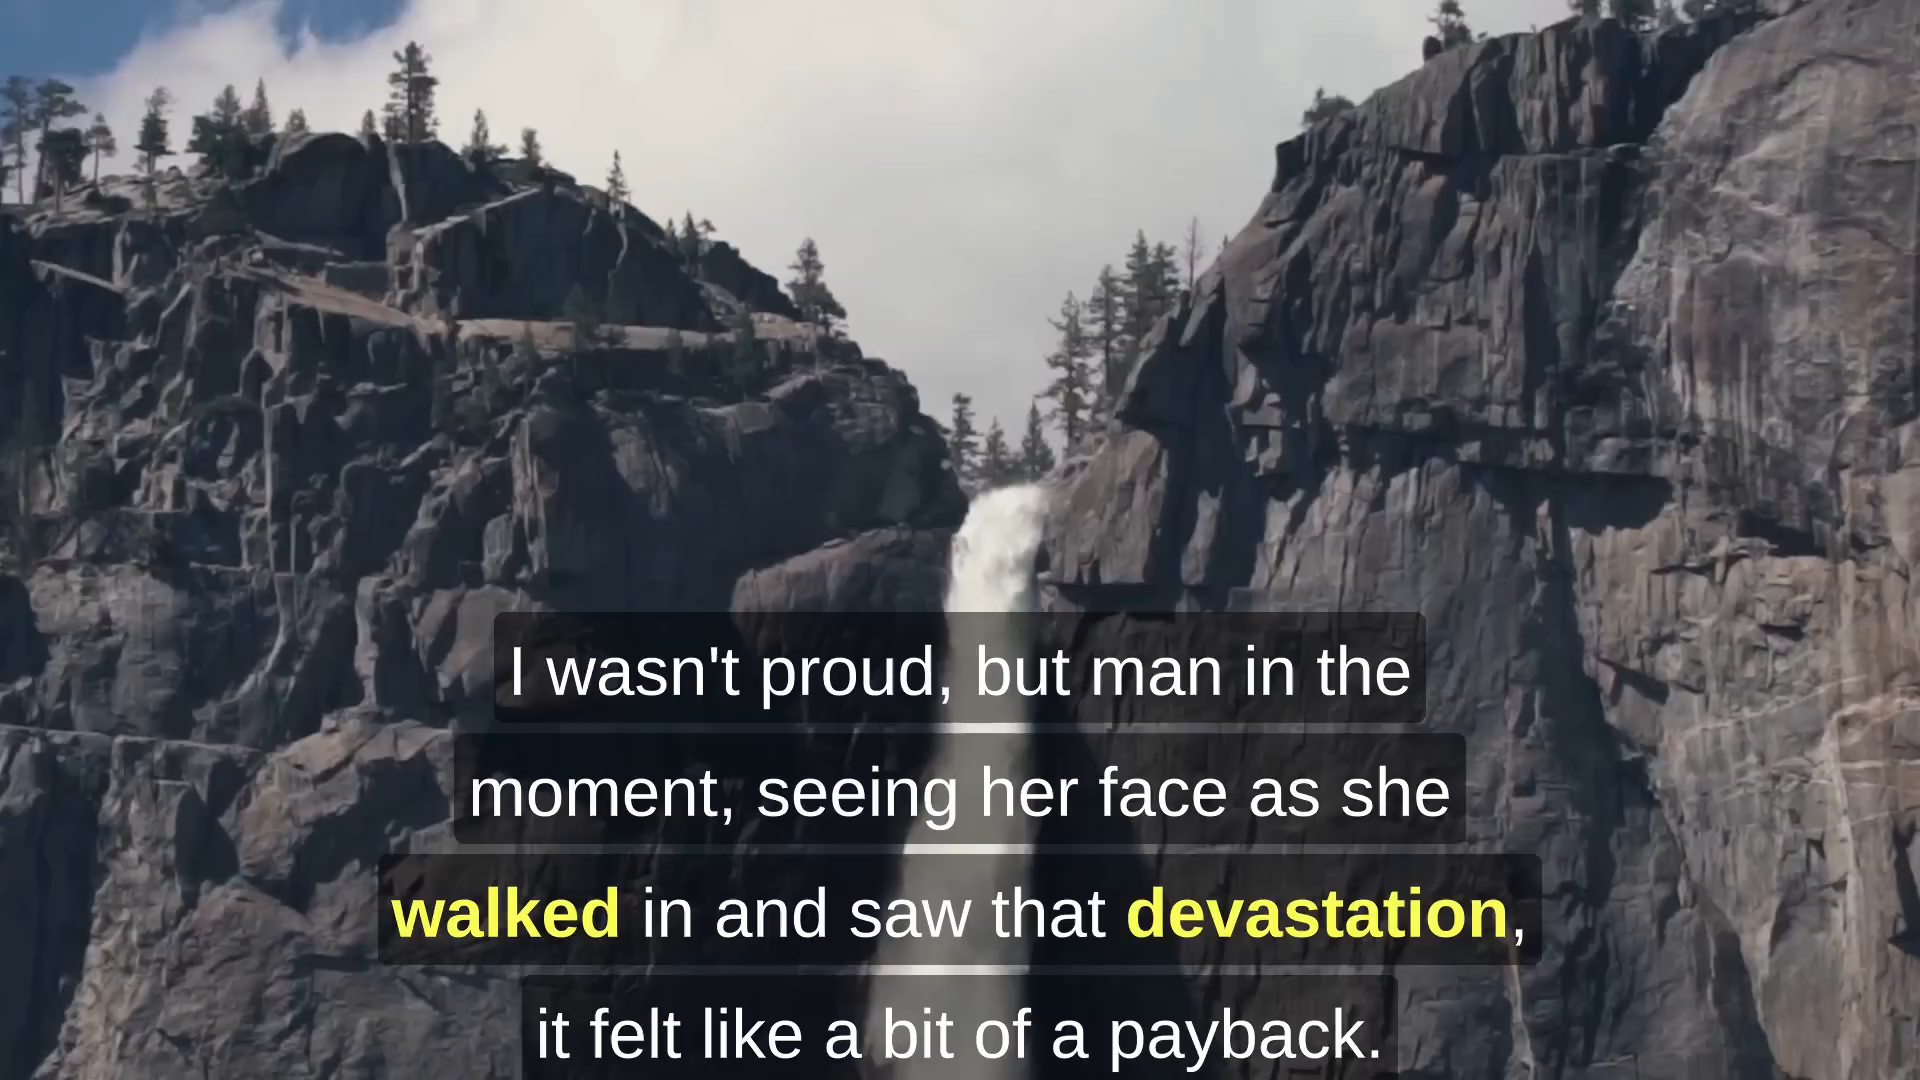 I wasn't proud, but man in the
moment, seeing her face as she
walked in and saw that devastation,
it felt like a bit of a payback.